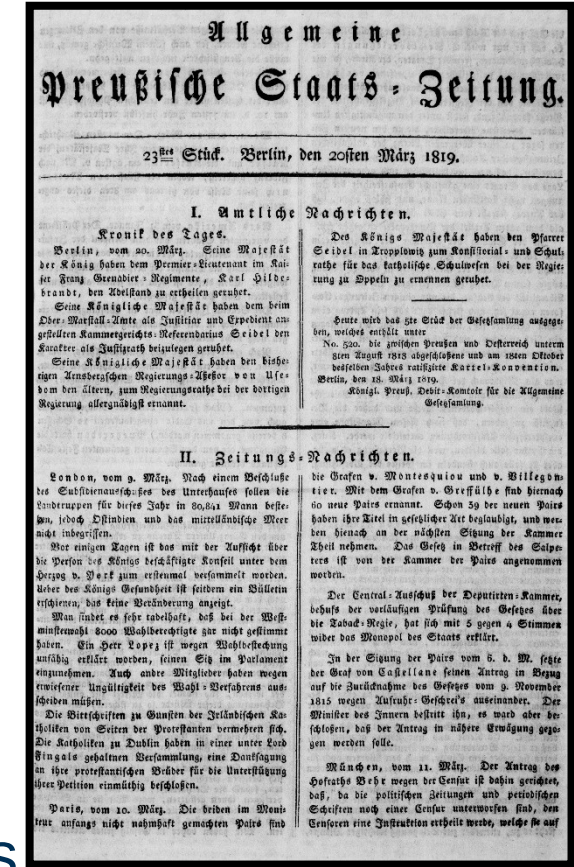 Allgemeine
Preußische Staats-Zeitung.
23stes Stück. Berlin, den 20sten März 1819.
I. Amtliche Nachrichten.
Kronik des Tages.
Berlin, vom 20. März. Seine Majestät
der König haben dem Premier-Lieutenant im Kai-
ser Franz Grenadier-Regimente, Karl Hilde-
brandt, den Adelstand zu ertheilen geruhet.
Seine Königliche Majestät haben dem beim
Ober-Marstall-Amte als Justitiar und Expedient an-
gestellten Kammergerichts-Referendarius Seidel den
Karakter als Justizrath beizulegen geruhet.
Seine Königliche Majestät haben den bishe-
rigen Arnsbergschen Regierungs-Aßeßor von Use-
dom den ältern, zum Regierungsrathe bei der dortigen
Regierung allergnädigst ernannt.
Des Königs Majestät haben den Pfarrer
Seidel in Tropplowitz zum Konsistorial- und Schul-
rathe für das katholische Schulwesen bei der Regie-
rung zu Oppeln zu ernennen geruhet.
Heute wird das 5te Stück der Gesetzsamlung ausgege-
ben, welches enthält unter
No. 520. die zwischen Preußen und Oesterreich unterm
8ten August 1818 abgeschloßene und am 18ten Oktober
desselben Jahres ratifizirte Kartel-Konvention.
Berlin, den 18. März 1819.
Königl. Preuß. Debit-Komtoir für die Allgemeine
Gesetzsamlung.
II. Zeitungs-Nachrichten.
London, vom 9. März. Nach einem Beschluße
des Subsidienausschußes des Unterhauses sollen die
Landtruppen für dieses Jahr in 80,841 Mann beste-
hen, jedoch Ostindien und das mittelländische Meer
nicht inbegriffen.
Vor einigen Tagen ist das mit der Aufsicht über
die Person des Königs beschäftigte Konseil unter dem
Herzog v. York zum erstenmal versammelt worden.
Ueber des Königs Gesundheit ist seitdem ein Bülletin
erschienen, das keine Veränderung anzeigt.
Man findet es sehr tadelhaft, daß bei der West-
minsterwahl 8000 Wahlberechtigte gar nicht gestimmt
haben. Ein Herr Lopez ist wegen Wahlbestechung
unfähig erklärt worden, seinen Sitz im Parlament
einzunehmen. Auch andre Mitglieder haben wegen
erwiesener Ungültigkeit des Wahl-Verfahrens aus-
scheiden müßen.
Die Bittschriften zu Gunsten der Irländischen Ka-
tholiken von Seiten der Protestanten vermehren sich.
Die Katholiken zu Dublin haben in einer unter Lord
Fingals gehaltnen Versammlung, eine Danksagung
an ihre protestantischen Brüder für die Unterstützung
ihrer Petition einmüthig beschloßen.
Paris, vom 10. März. Die beiden im Moni-
teur anfangs nicht nahmhaft gemachten Pairs sind
die Grafen v. Montesquiou und v. Villegon-
tier. Mit dem Grafen v. Greffülhe sind hiernach
60 neue Pairs ernannt. Schon 59 der neuen Pairs
haben ihre Titel in gesetzlicher Art beglaubigt, und wer-
den hienach an der nächsten Sitzung der Kammer
Theil nehmen. Das Gesetz in Betreff des Salpe-
ters ist von der Kammer der Pairs angenommen
worden.
Der Central-Ausschuß der Deputirten-Kammer,
behufs der vorläufigen Prüfung des Gesetzes über
die Taback-Regie, hat sich mit 5 gegen 4 Stimmen
wider das Monopol des Staats erklärt.
In der Sitzung der Pairs vom 6. d. M. setzte
der Graf von Castellane seinen Antrag in Bezug
auf die Zurücknahme des Gesetzes vom 9. November
1815 wegen Aufruhr-Geschrei's auseinander. Der
Minister des Innern bestritt ihn, es ward aber be-
schloßen, daß der Antrag in nähere Erwägung gezo-
gen werden solle.
München, vom 11. März. Der Antrag des
Hofraths Behr wegen der Censur ist dahin gerichtet,
daß, da die politischen Zeitungen und periodischen
Schriften noch einer Censur unterworfen sind, den
Censoren eine Instruktion ertheilt werde, welche sie auf